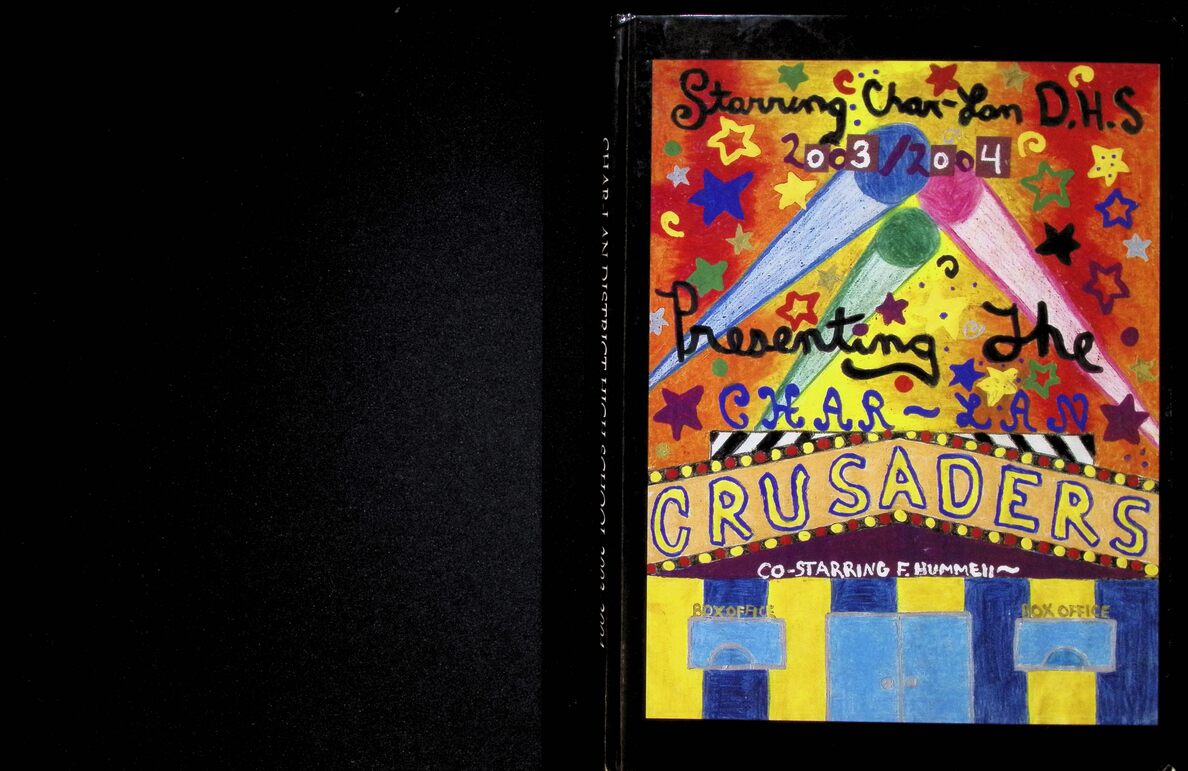 CHAR-LAN DISTRICT HIGH SCHOOL 2003-2004
Starring Char-Lan D.H.S
2003/2004
Presenting The
CHAR-LAN
CRUSADERS
CO-STARRING F. HUMMELL~
BOX OFFICE
BOX OFFICE